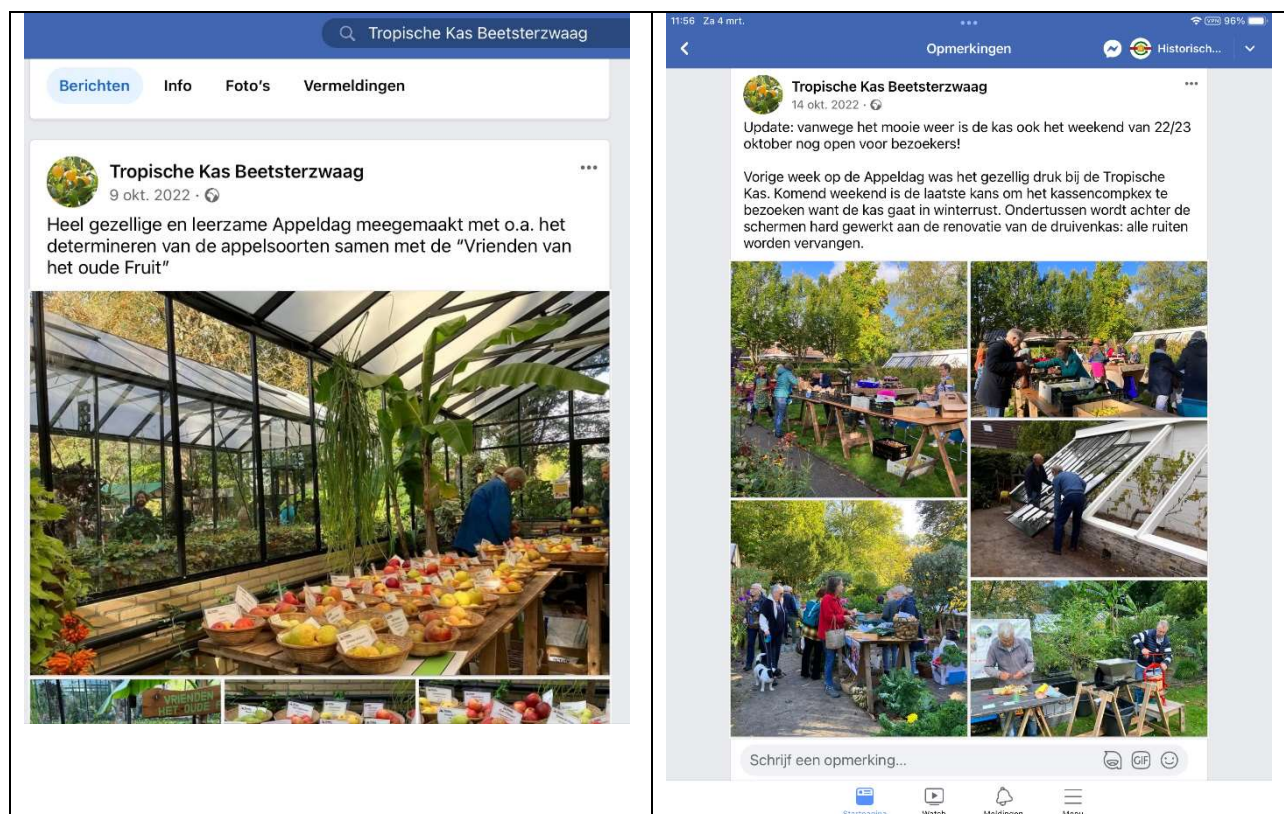 Tropische Kas Beetsterzwaag
Berichten Info Foto's Vermeldingen
Tropische Kas Beetsterzwaag
9 okt. 2022
Heel gezellige en leerzame Appeldag meegemaakt met o.a. het
determineren van de appelsoorten samen met de “Vrienden van
het oude Fruit”
VRIENDEN
HET OUDE
11:56 Za 4 mrt.
VPN 96%
Opmerkingen
Historisch...
Tropische Kas Beetsterzwaag
14 okt. 2022
Update: vanwege het mooie weer is de kas ook het weekend van 22/23
oktober nog open voor bezoekers!
Vorige week op de Appeldag was het gezellig druk bij de Tropische
Kas. Komend weekend is de laatste kans om het kassencompkex te
bezoeken want de kas gaat in winterrust. Ondertussen wordt achter de
schermen hard gewerkt aan de renovatie van de druivenkas: alle ruiten
worden vervangen.
Schrijf een opmerking...
GIF
Startpagina Watch Meldingen Menu